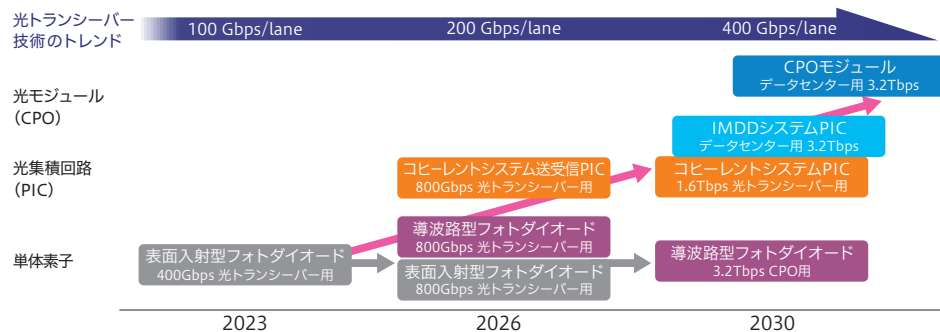 光トランシーバー
技術のトレンド
100 Gbps/lane
200 Gbps/lane
400 Gbps/lane
光モジュール
（CPO）
CPOモジュール
データセンター用 3.2Tbps
IMDDシステムPIC
データセンター用 3.2Tbps
光集積回路
（PIC）
コヒーレントシステム送受信PIC
800Gbps 光トランシーバー用
コヒーレントシステムPIC
1.6Tbps 光トランシーバー用
単体素子
表面入射型フォトダイオード
400Gbps 光トランシーバー用
導波路型フォトダイオード
800Gbps 光トランシーバー用
表面入射型フォトダイオード
800Gbps 光トランシーバー用
導波路型フォトダイオード
3.2Tbps CPO用
2023
2026
2030